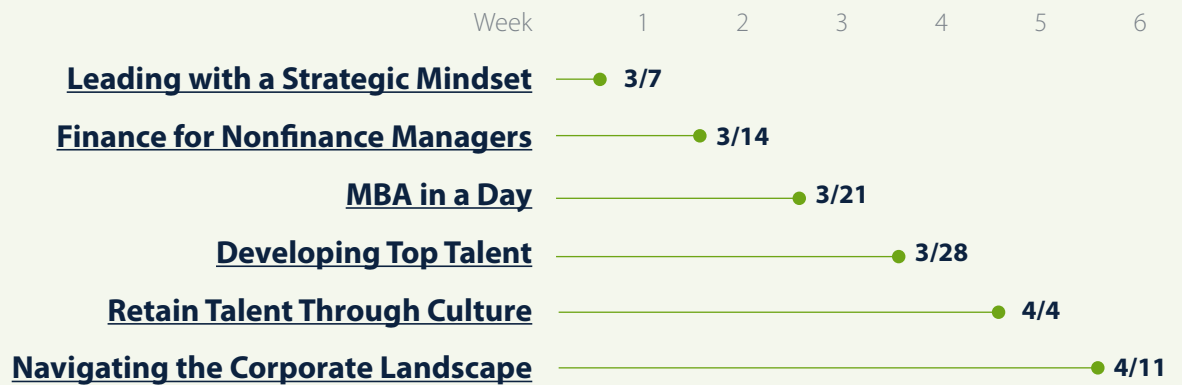 Week 1 2 3 4 5 6
Leading with a Strategic Mindset 3/7
Finance for Nonfinance Managers 3/14
MBA in a Day 3/21
Developing Top Talent 3/28
Retain Talent Through Culture 4/4
Navigating the Corporate Landscape 4/11